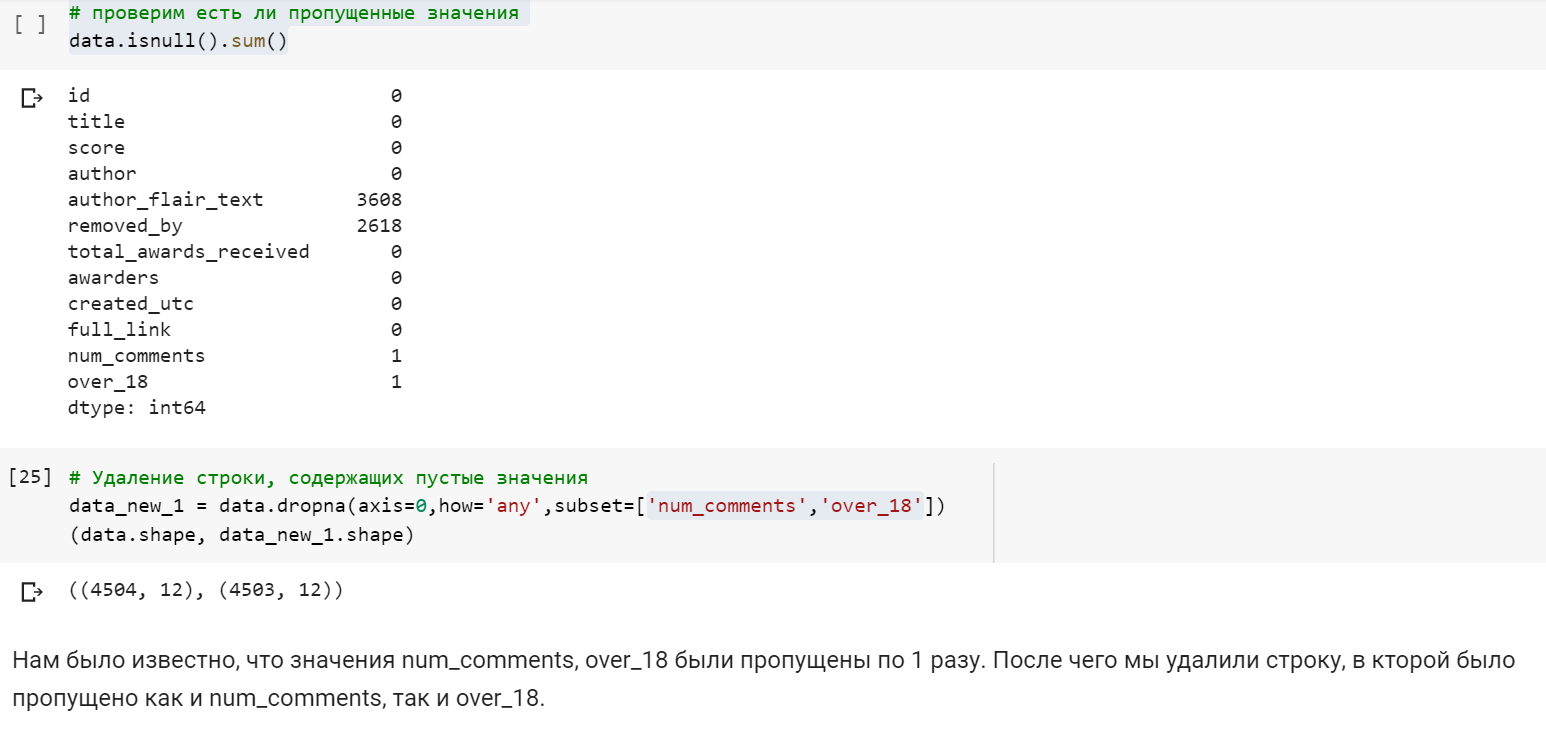 [ ] # проверим есть ли пропущенные значения
data.isnull().sum()
id 0
title 0
score 0
author 0
author_flair_text 3608
removed_by 2618
total_awards_received 0
awarders 0
created_utc 0
full_link 0
num_comments 1
over_18 1
dtype: int64
[25] # Удаление строки, содержащих пустые значения
data_new_1 = data.dropna(axis=0,how='any',subset=['num_comments','over_18'])
(data.shape, data_new_1.shape)
((4504, 12), (4503, 12))
Нам было известно, что значения num_comments, over_18 были пропущены по 1 разу. После чего мы удалили строку, в кторой было
пропущено как и num_comments, так и over_18.